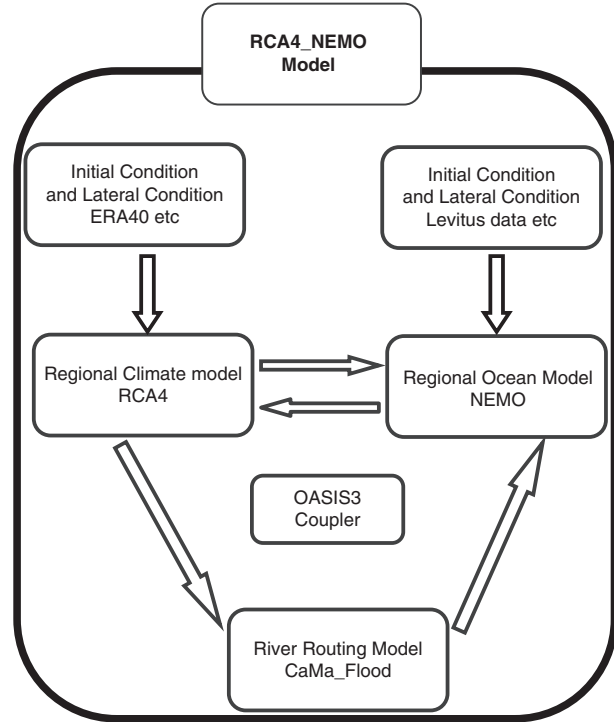 RCA4_NEMO
Model
Initial Condition
and Lateral Condition
ERA40 etc
Initial Condition
and Lateral Condition
Levitus data etc
Regional Climate model
RCA4
Regional Ocean Model
NEMO
OASIS3
Coupler
River Routing Model
CaMa_Flood